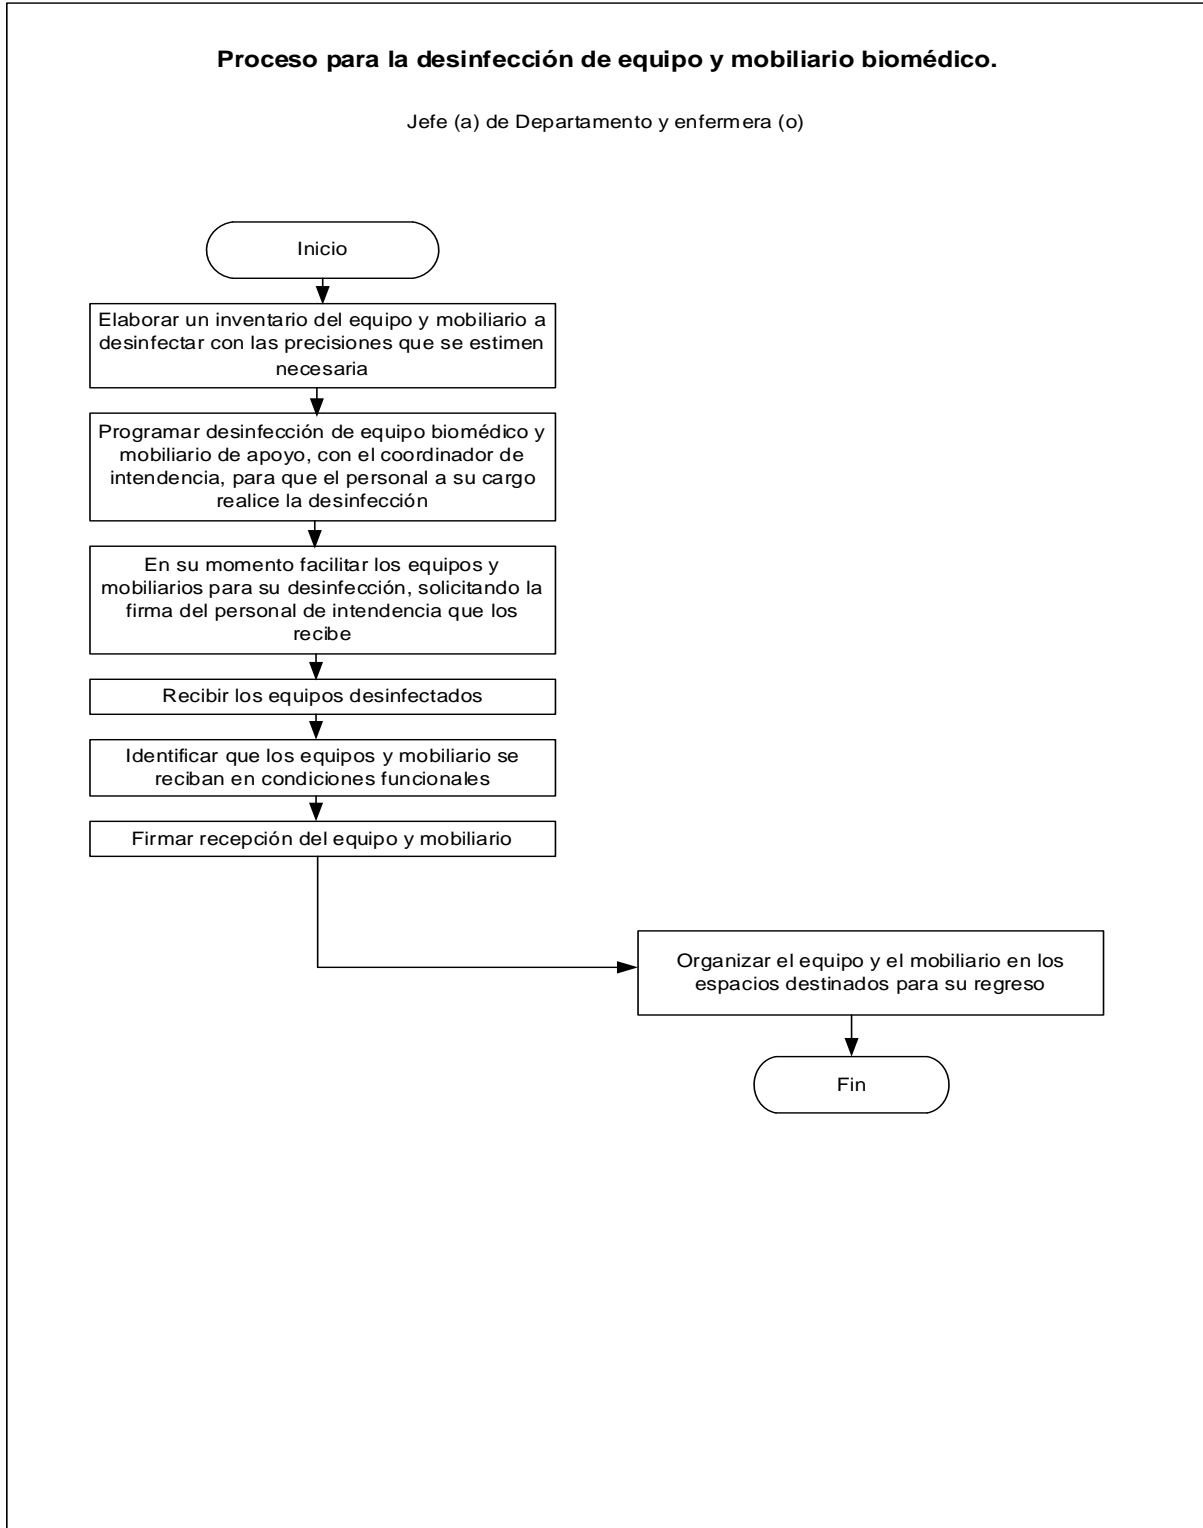 Proceso para la desinfección de equipo y mobiliario biomédico.
Jefe (a) de Departamento y enfermera (o)
Inicio
Elaborar un inventario del equipo y mobiliario a
desinfectar con las precisiones que se estimen
necesaria
Programar desinfección de equipo biomédico y
mobiliario de apoyo, con el coordinador de
intendencia, para que el personal a su cargo
realice la desinfección
En su momento facilitar los equipos y
mobiliarios para su desinfección, solicitando la
firma del personal de intendencia que los
recibe
Recibir los equipos desinfectados
Identificar que los equipos y mobiliario se
reciban en condiciones funcionales
Firmar recepción del equipo y mobiliario
Organizar el equipo y el mobiliario en los
espacios destinados para su regreso
Fin